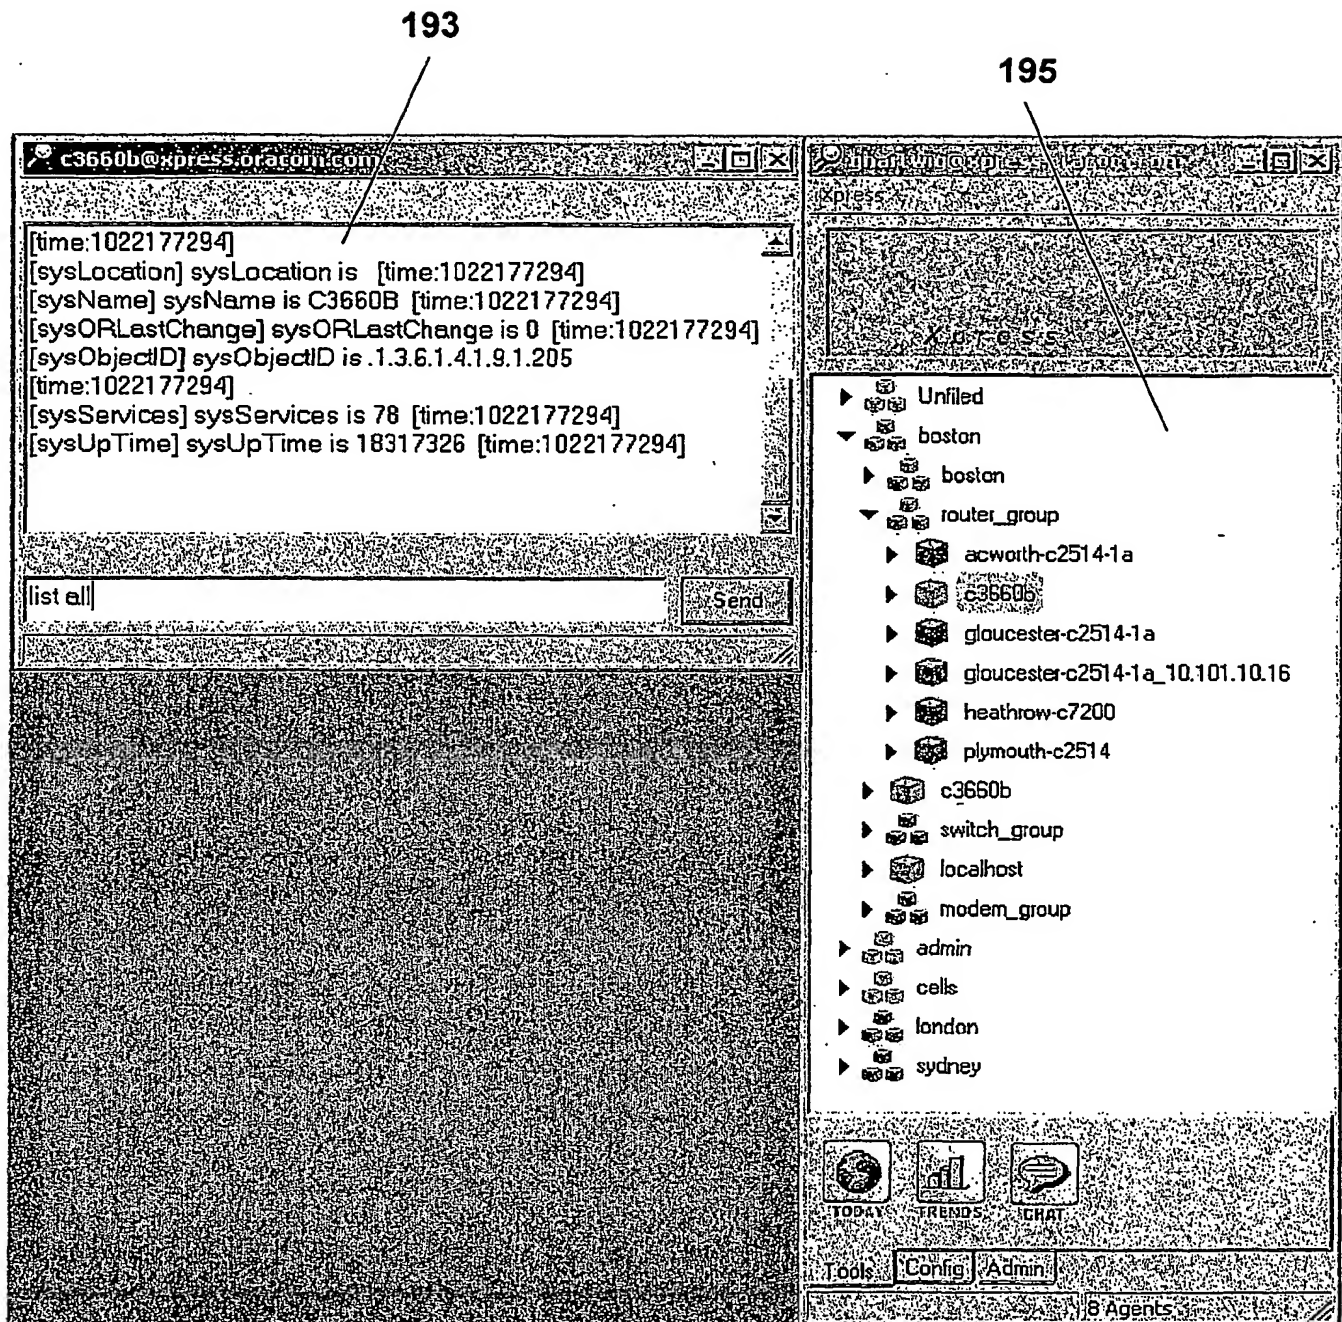 193
195
c3660b@xpress.oracom.com
[time:1022177294]
[sysLocation] sysLocation is [time:1022177294]
[sysName] sysName is C3660B [time:1022177294]
[sysORLastChange] sysORLastChange is 0 [time:1022177294]
[sysObjectID] sysObjectID is .1.3.6.1.4.1.9.1.205
[time:1022177294]
[sysServices] sysServices is 78 [time:1022177294]
[sysUpTime] sysUpTime is 18317326 [time:1022177294]
list all
Send
Xpress
Xpress
Unfiled
boston
boston
router_group
acworth-c2514-1a
c3660b
gloucester-c2514-1a
gloucester-c2514-1a_10.101.10.16
heathrow-c7200
plymouth-c2514
c3660b
switch_group
localhost
modem_group
admin
cells
london
sydney
TODAY
TRENDS
CHAT
Tools
Config
Admin
8 Agents